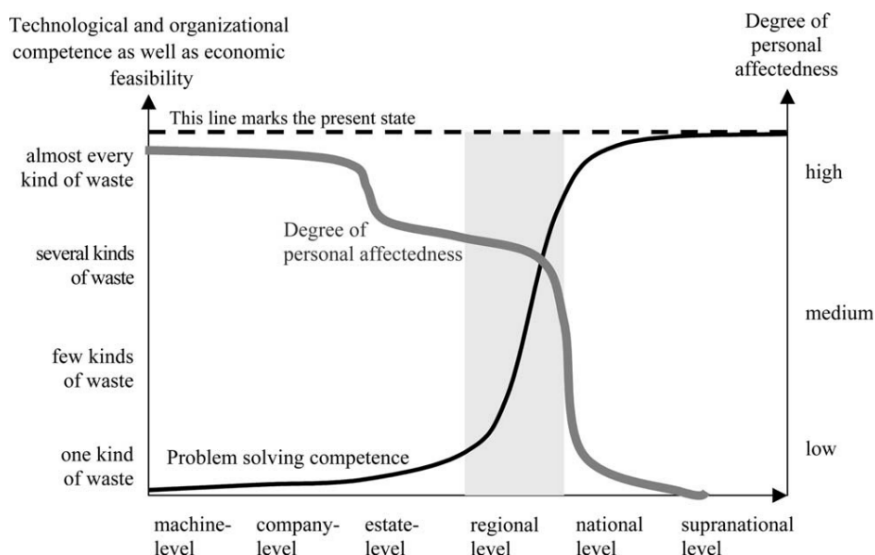 Technological and organizational
competence as well as economic
feasibility
Degree of
personal
affectedness
This line marks the present state
almost every
kind of waste
high
Degree of
personal affectedness
several kinds
of waste
medium
few kinds
of waste
one kind
of waste
Problem solving competence
low
machine-
level
company-
level
estate-
level
regional
level
national
level
supranational
level